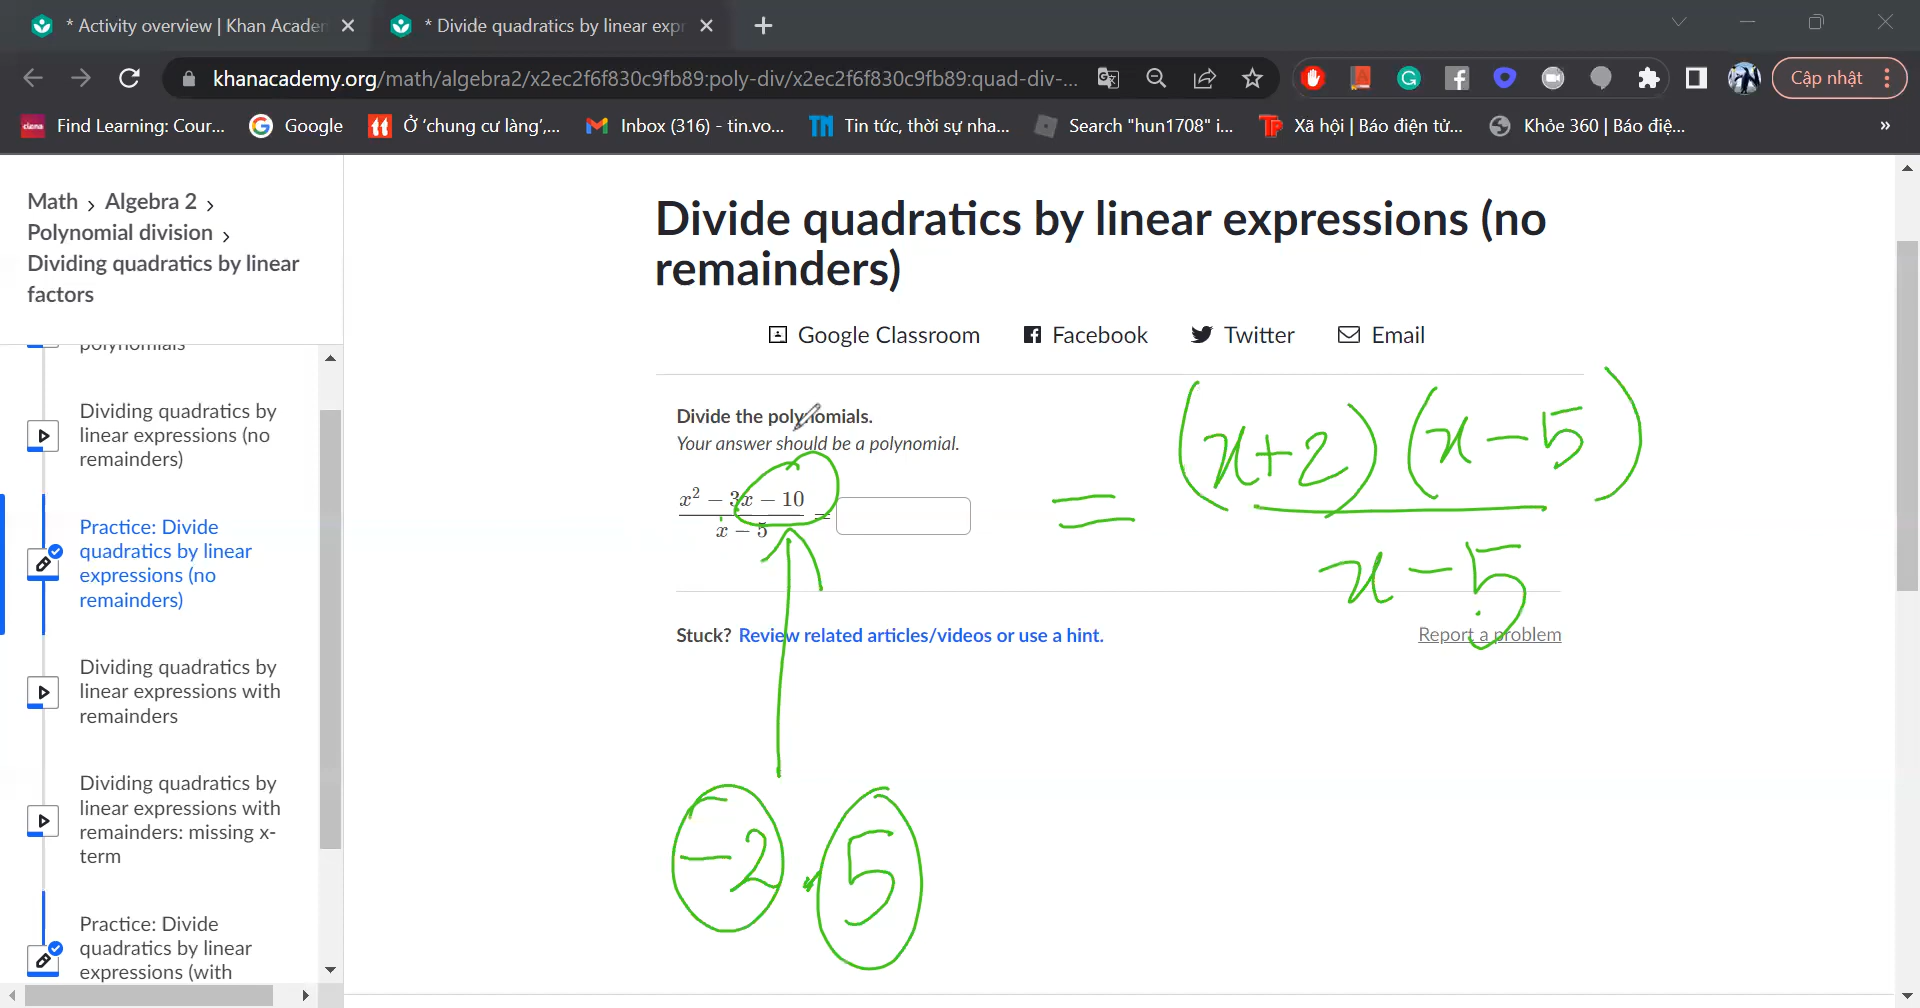 * Activity overview | Khan Acade
* Divide quadratics by linear expr
khanacademy.org/math/algebra2/x2ec2f6f830c9fb89:poly-div/x2ec2f6f830c9fb89:quad-div-...
Cập nhật
ciena Find Learning: Cour... Google Ở ‘chung cư làng’,... Inbox (316) - tin.vo... TN Tin tức, thời sự nha... Search "hun1708" i... TP Xã hội | Báo điện tử... Khỏe 360 | Báo điệ... »
Math > Algebra 2 >
Polynomial division >
Dividing quadratics by linear
factors
polynomials
Dividing quadratics by
linear expressions (no
remainders)
Practice: Divide
quadratics by linear
expressions (no
remainders)
Dividing quadratics by
linear expressions with
remainders
Dividing quadratics by
linear expressions with
remainders: missing x-
term
Practice: Divide
quadratics by linear
expressions (with
Divide quadratics by linear expressions (no
remainders)
Google Classroom Facebook Twitter Email
Divide the polynomials.
Your answer should be a polynomial.
x² − 3x − 10
x − 5
=
= (x+2)(x−5)
x−5
Stuck? Review related articles/videos or use a hint.
Report a problem
−2 . 5